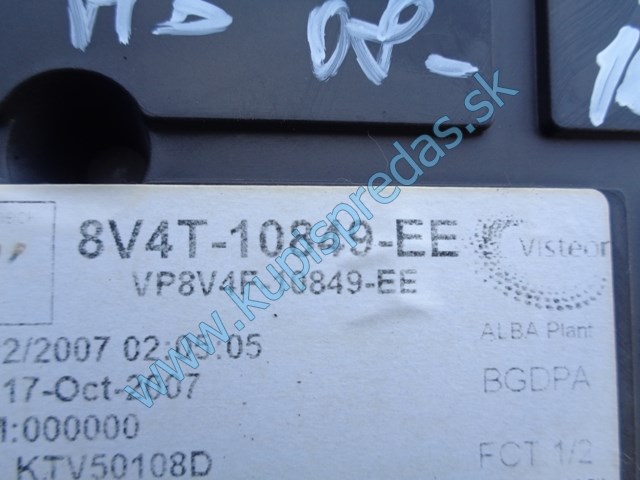 8V4T-10849-EE
VP8V4F-10849-EE
Visteon
ALBA Plant
2/2007 02:03:05
17-Oct-2007
BGDPA
:000000
KTV50108D
FCT 1/2
www.kupispredas.sk